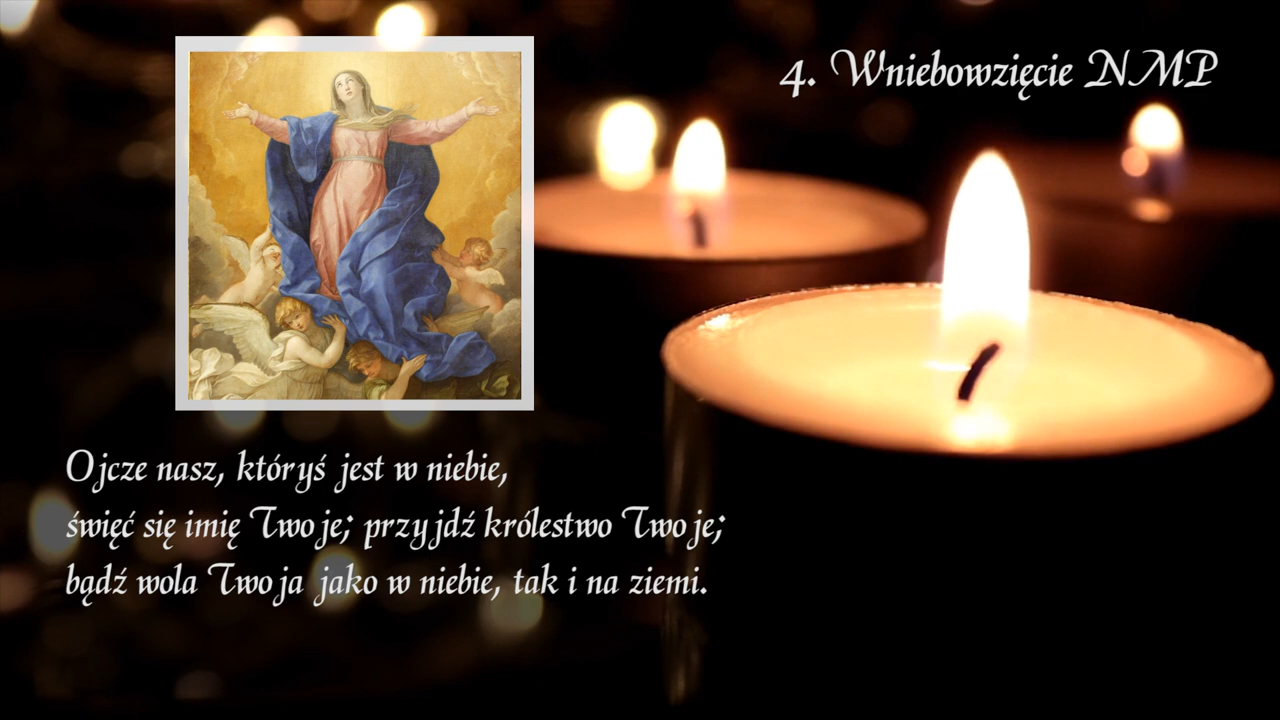 4. Wniebowzięcie NMP
Ojcze nasz, któryś jest w niebie,
święć się imię Twoje; przyjdź królestwo Twoje;
bądź wola Twoja jako w niebie, tak i na ziemi.